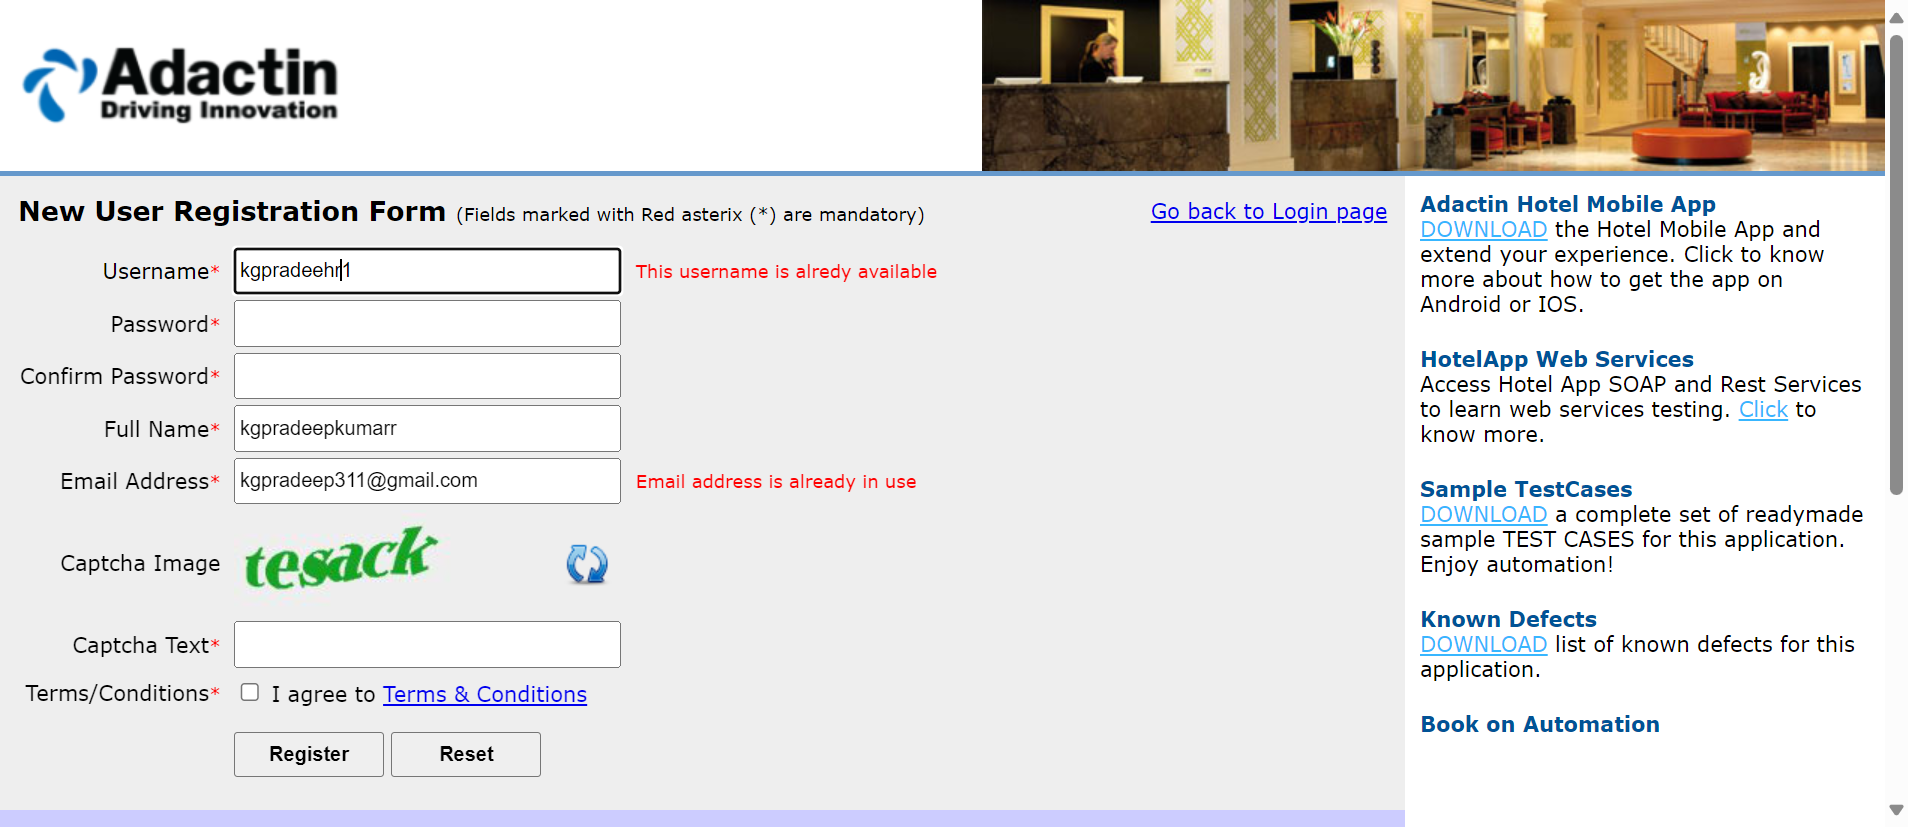 Adactin
Driving Innovation
New User Registration Form (Fields marked with Red asterix (*) are mandatory)
Go back to Login page
Username*
kgpradeehr1
This username is alredy available
Password*
Confirm Password*
Full Name*
kgpradeepkumarr
Email Address*
kgpradeep311@gmail.com
Email address is already in use
Captcha Image
tesack
Captcha Text*
Terms/Conditions*
I agree to Terms & Conditions
Register
Reset
Adactin Hotel Mobile App
DOWNLOAD the Hotel Mobile App and
extend your experience. Click to know
more about how to get the app on
Android or IOS.
HotelApp Web Services
Access Hotel App SOAP and Rest Services
to learn web services testing. Click to
know more.
Sample TestCases
DOWNLOAD a complete set of readymade
sample TEST CASES for this application.
Enjoy automation!
Known Defects
DOWNLOAD list of known defects for this
application.
Book on Automation